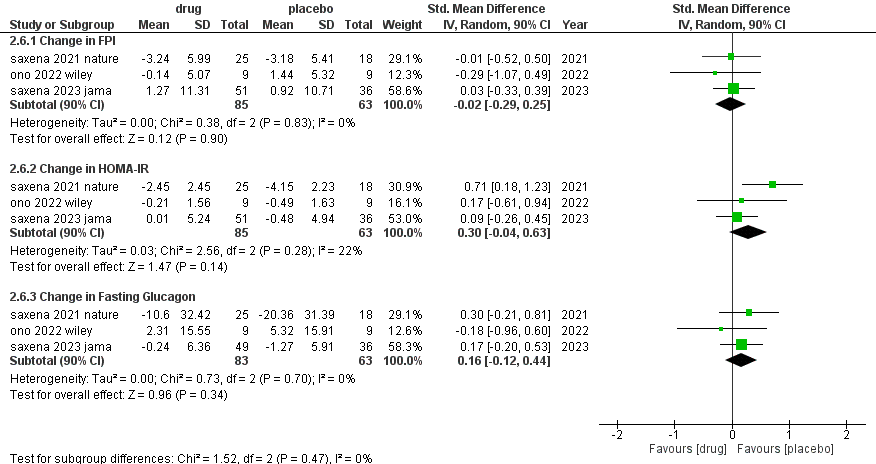 drug placebo Std. Mean Difference Std. Mean Difference
Study or Subgroup Mean SD Total Mean SD Total Weight IV, Random, 90% CI Year IV, Random, 90% CI
2.6.1 Change in FPI
saxena 2021 nature -3.24 5.99 25 -3.18 5.41 18 29.1% -0.01 [-0.52, 0.50] 2021
ono 2022 wiley -0.14 5.07 9 1.44 5.32 9 12.3% -0.29 [-1.07, 0.49] 2022
saxena 2023 jama 1.27 11.31 51 0.92 10.71 36 58.6% 0.03 [-0.33, 0.39] 2023
Subtotal (90% CI) 85 63 100.0% -0.02 [-0.29, 0.25]
Heterogeneity: Tau² = 0.00; Chi² = 0.38, df = 2 (P = 0.83); I² = 0%
Test for overall effect: Z = 0.12 (P = 0.90)
2.6.2 Change in HOMA-IR
saxena 2021 nature -2.45 2.45 25 -4.15 2.23 18 30.9% 0.71 [0.18, 1.23] 2021
ono 2022 wiley -0.21 1.56 9 -0.49 1.63 9 16.1% 0.17 [-0.61, 0.94] 2022
saxena 2023 jama 0.01 5.24 51 -0.48 4.94 36 53.0% 0.09 [-0.26, 0.45] 2023
Subtotal (90% CI) 85 63 100.0% 0.30 [-0.04, 0.63]
Heterogeneity: Tau² = 0.03; Chi² = 2.56, df = 2 (P = 0.28); I² = 22%
Test for overall effect: Z = 1.47 (P = 0.14)
2.6.3 Change in Fasting Glucagon
saxena 2021 nature -10.6 32.42 25 -20.36 31.39 18 29.1% 0.30 [-0.21, 0.81] 2021
ono 2022 wiley 2.31 15.55 9 5.32 15.91 9 12.6% -0.18 [-0.96, 0.60] 2022
saxena 2023 jama -0.24 6.36 49 -1.27 5.91 36 58.3% 0.17 [-0.20, 0.53] 2023
Subtotal (90% CI) 83 63 100.0% 0.16 [-0.12, 0.44]
Heterogeneity: Tau² = 0.00; Chi² = 0.73, df = 2 (P = 0.70); I² = 0%
Test for overall effect: Z = 0.96 (P = 0.34)
-2 -1 0 1 2
Favours [drug] Favours [placebo]
Test for subgroup differences: Chi² = 1.52, df = 2 (P = 0.47), I² = 0%